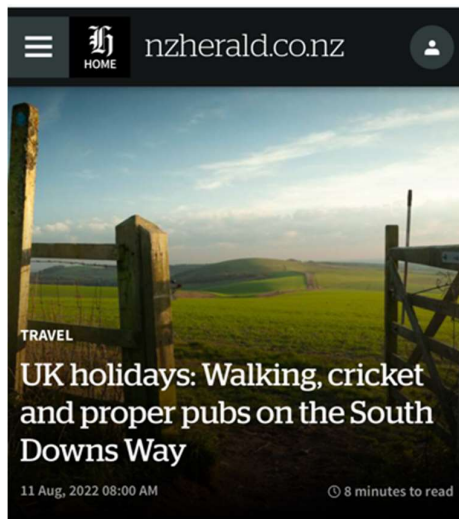 nzherald.co.nz
HOME
TRAVEL
UK holidays: Walking, cricket
and proper pubs on the South
Downs Way
11 Aug, 2022 08:00 AM
8 minutes to read